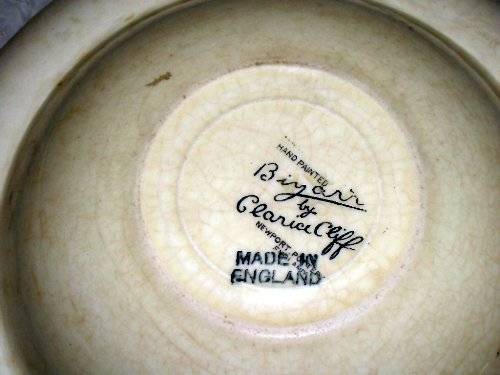 HAND PAINTED
Bizarre
by
Clarice Cliff
NEWPORT
MADE IN
ENGLAND